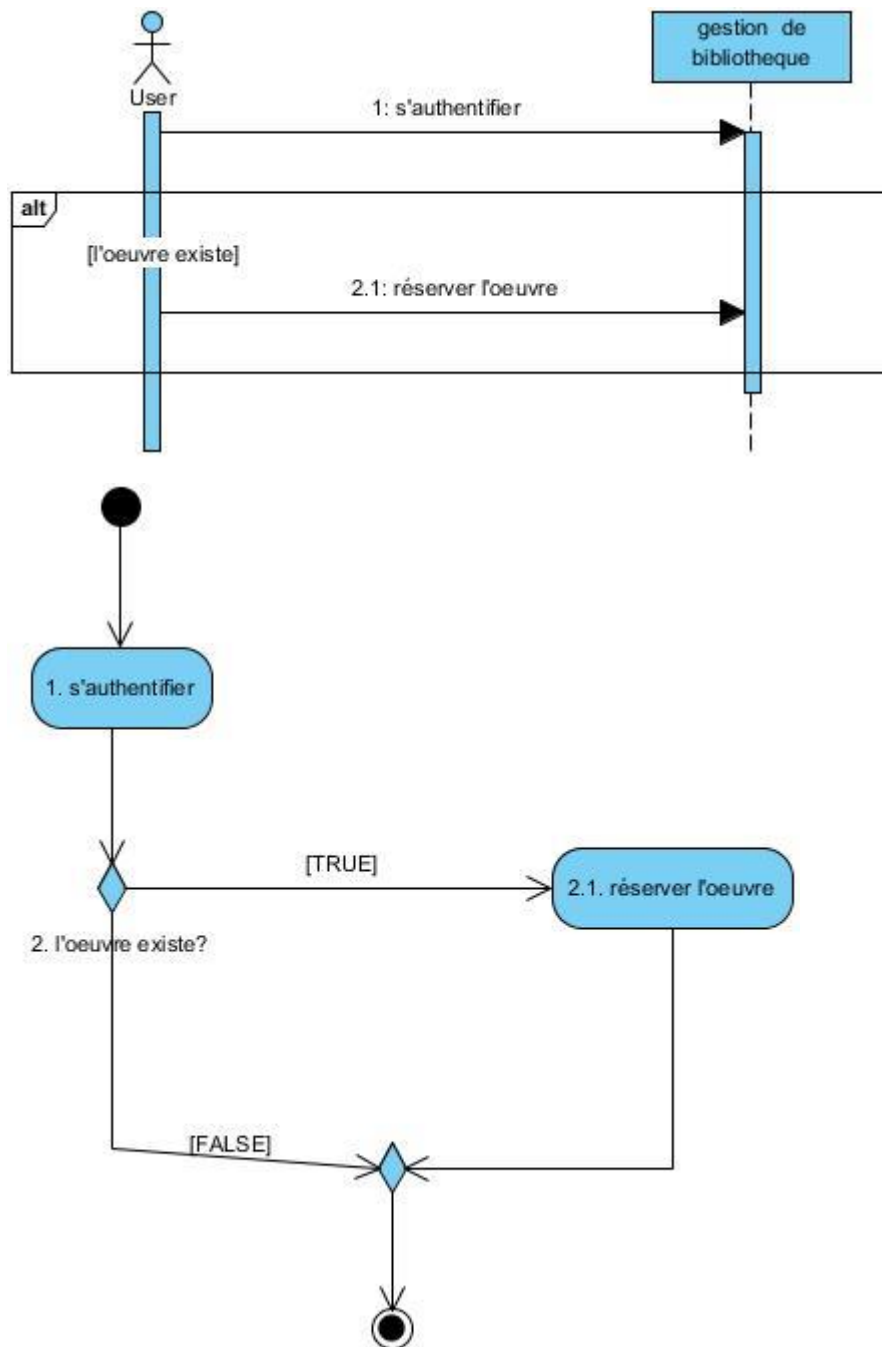 gestion de
bibliotheque
User
1: s'authentifier
alt
[l'oeuvre existe]
2.1: réserver l'oeuvre
1. s'authentifier
[TRUE]
2.1. réserver l'oeuvre
2. l'oeuvre existe?
[FALSE]